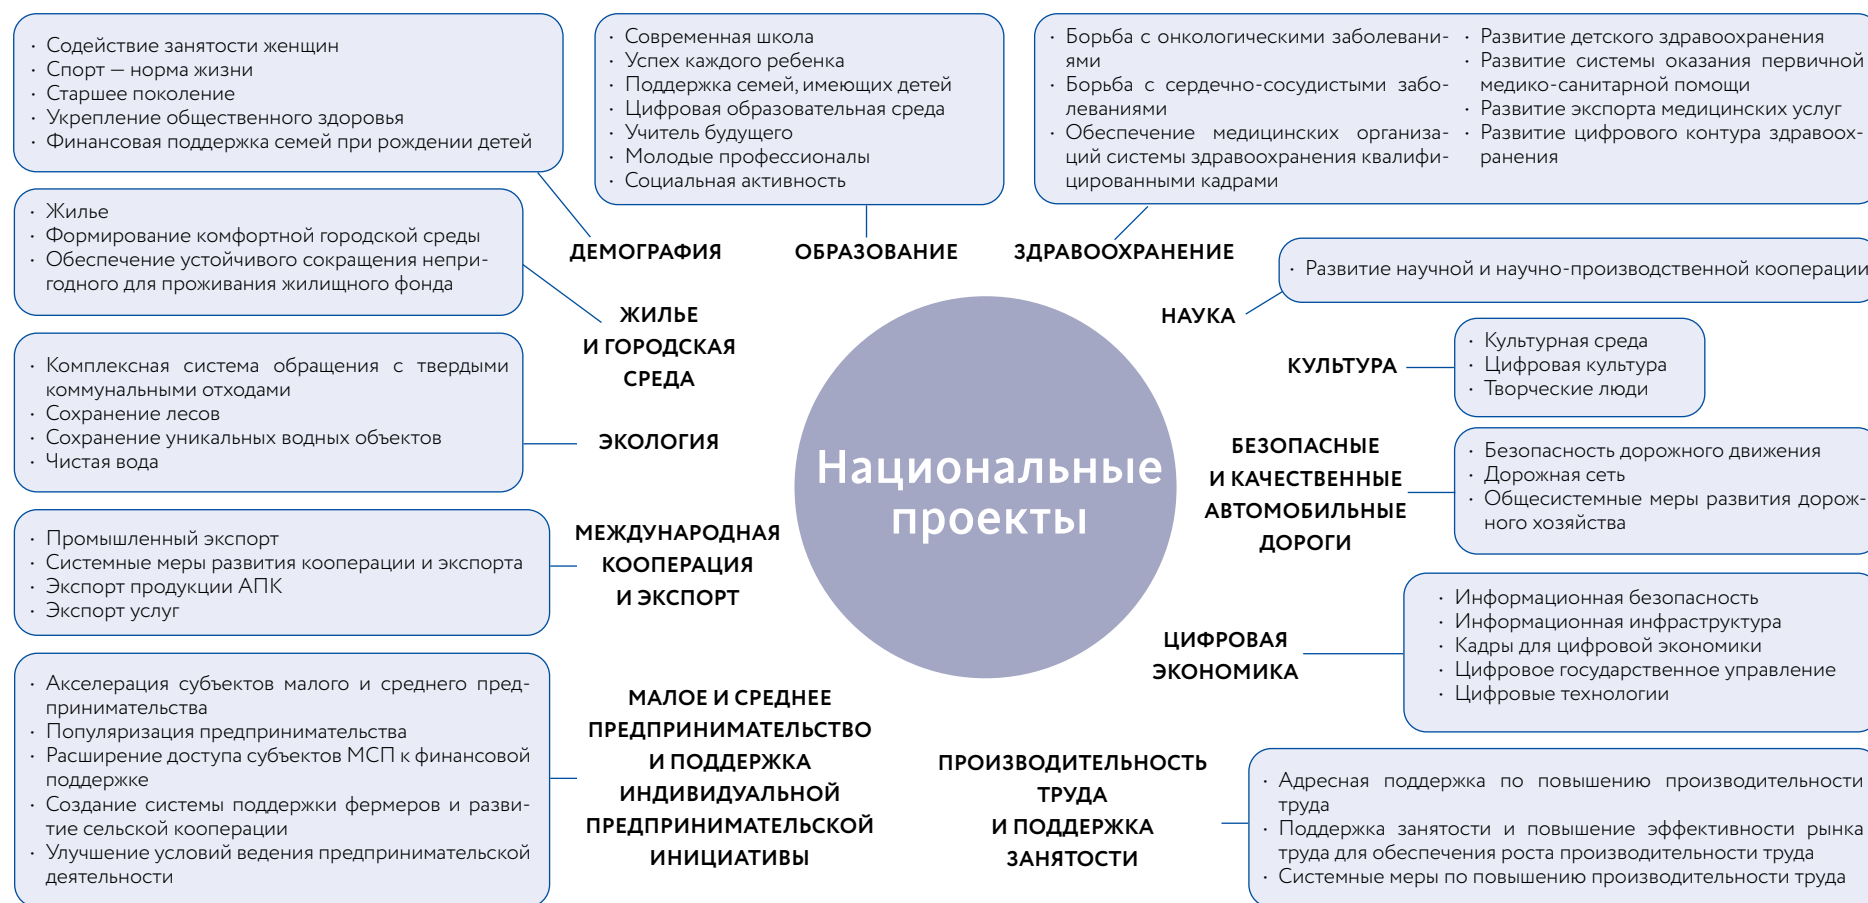 · Содействие занятости женщин
· Спорт — норма жизни
· Старшее поколение
· Укрепление общественного здоровья
· Финансовая поддержка семей при рождении детей
ДЕМОГРАФИЯ
· Современная школа
· Успех каждого ребенка
· Поддержка семей, имеющих детей
· Цифровая образовательная среда
· Учитель будущего
· Молодые профессионалы
· Социальная активность
ОБРАЗОВАНИЕ
· Борьба с онкологическими заболевани-
ями
· Борьба с сердечно-сосудистыми забо-
леваниями
· Обеспечение медицинских организа-
ций системы здравоохранения квалифи-
цированными кадрами
· Развитие детского здравоохранения
· Развитие системы оказания первичной
медико-санитарной помощи
· Развитие экспорта медицинских услуг
· Развитие цифрового контура здравоох-
ранения
ЗДРАВООХРАНЕНИЕ
· Жилье
· Формирование комфортной городской среды
· Обеспечение устойчивого сокращения непри-
годного для проживания жилищного фонда
ЖИЛЬЕ
И ГОРОДСКАЯ
СРЕДА
· Развитие научной и научно-производственной кооперации
НАУКА
· Культурная среда
· Цифровая культура
· Творческие люди
КУЛЬТУРА
· Комплексная система обращения с твердыми
коммунальными отходами
· Сохранение лесов
· Сохранение уникальных водных объектов
· Чистая вода
ЭКОЛОГИЯ
Национальные
проекты
БЕЗОПАСНЫЕ
И КАЧЕСТВЕННЫЕ
АВТОМОБИЛЬНЫЕ
ДОРОГИ
· Безопасность дорожного движения
· Дорожная сеть
· Общесистемные меры развития дорож-
ного хозяйства
· Промышленный экспорт
· Системные меры развития кооперации и экспорта
· Экспорт продукции АПК
· Экспорт услуг
МЕЖДУНАРОДНАЯ
КООПЕРАЦИЯ
И ЭКСПОРТ
ЦИФРОВАЯ
ЭКОНОМИКА
· Информационная безопасность
· Информационная инфраструктура
· Кадры для цифровой экономики
· Цифровое государственное управление
· Цифровые технологии
· Акселерация субъектов малого и среднего пред-
принимательства
· Популяризация предпринимательства
· Расширение доступа субъектов МСП к финансовой
поддержке
· Создание системы поддержки фермеров и разви-
тие сельской кооперации
· Улучшение условий ведения предпринимательской
деятельности
МАЛОЕ И СРЕДНЕЕ
ПРЕДПРИНИМАТЕЛЬСТВО
И ПОДДЕРЖКА
ИНДИВИДУАЛЬНОЙ
ПРЕДПРИНИМАТЕЛЬСКОЙ
ИНИЦИАТИВЫ
ПРОИЗВОДИТЕЛЬНОСТЬ
ТРУДА
И ПОДДЕРЖКА
ЗАНЯТОСТИ
· Адресная поддержка по повышению производительности
труда
· Поддержка занятости и повышение эффективности рынка
труда для обеспечения роста производительности труда
· Системные меры по повышению производительности труда